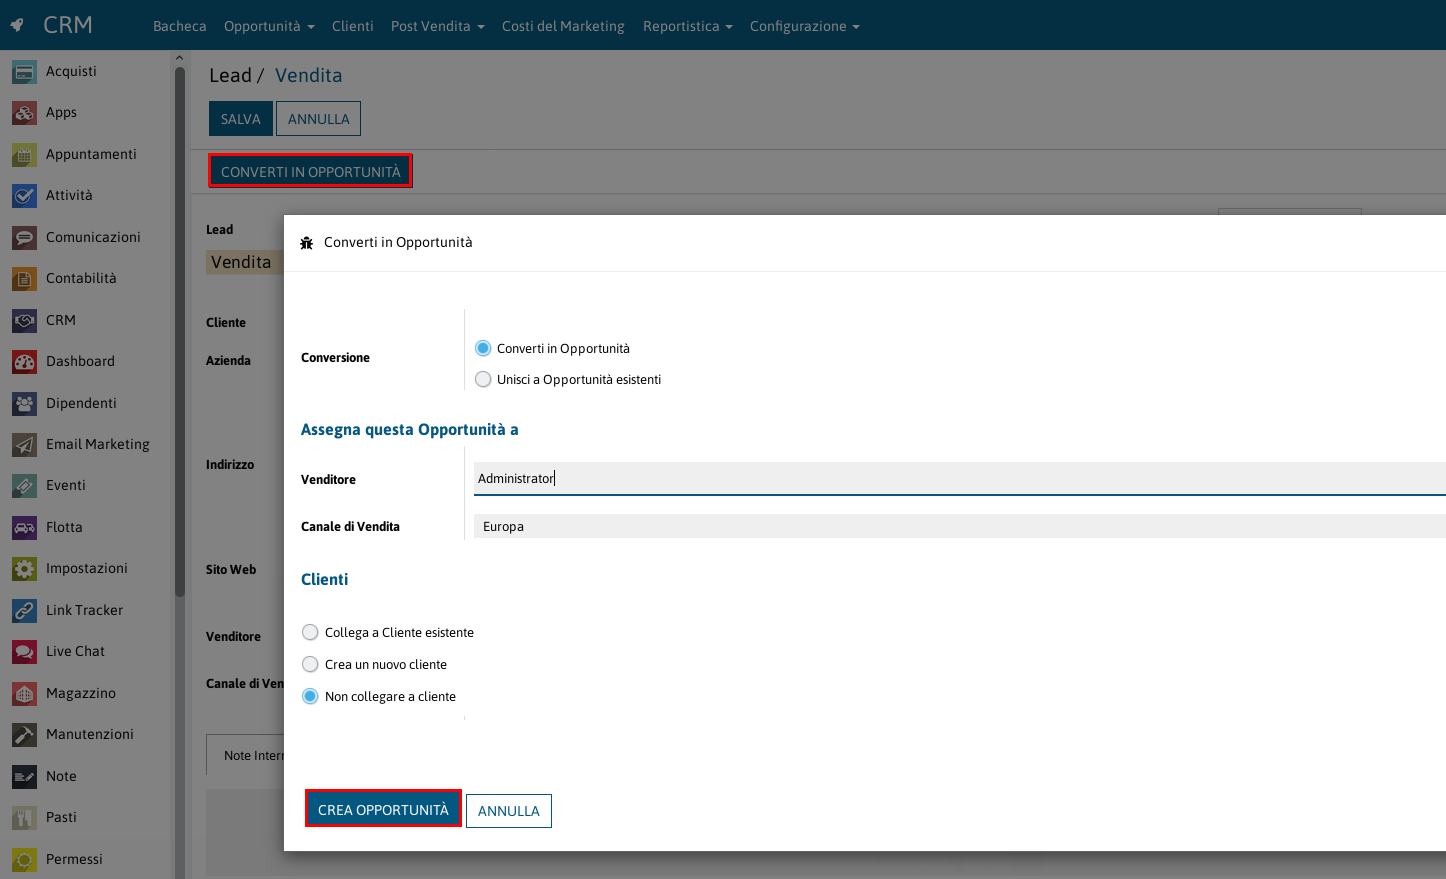 CRM
Bacheca Opportunità Clienti Post Vendita Costi del Marketing Reportistica Configurazione
Acquisti
Apps
Appuntamenti
Attività
Comunicazioni
Contabilità
CRM
Dashboard
Dipendenti
Email Marketing
Eventi
Flotta
Impostazioni
Link Tracker
Live Chat
Magazzino
Manutenzioni
Note
Pasti
Permessi
Lead / Vendita
SALVA ANNULLA
CONVERTI IN OPPORTUNITÀ
Lead
Vendita
Cliente
Azienda
Indirizzo
Sito Web
Venditore
Canale di Ven
Note Intern
Converti in Opportunità
Conversione
Converti in Opportunità
Unisci a Opportunità esistenti
Assegna questa Opportunità a
Venditore Administrator
Canale di Vendita Europa
Clienti
Collega a Cliente esistente
Crea un nuovo cliente
Non collegare a cliente
CREA OPPORTUNITÀ ANNULLA